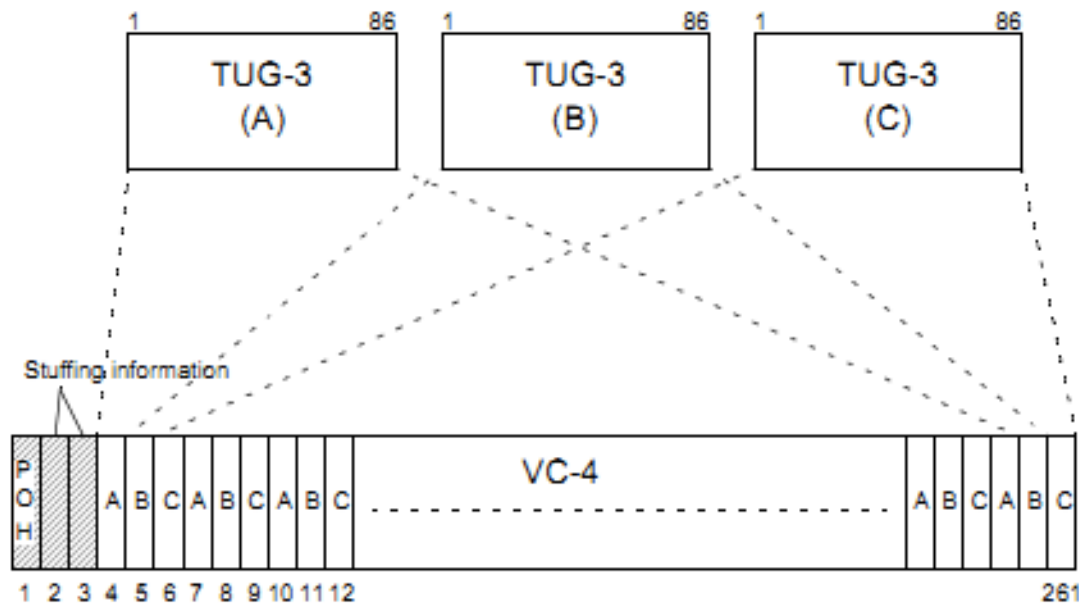 1 86 1 86 1 86
TUG-3 TUG-3 TUG-3
(A) (B) (C)
Stuffing information
VC-4
POH A B C A B C A B C A B C A B C
1 2 3 4 5 6 7 8 9 10 11 12 261